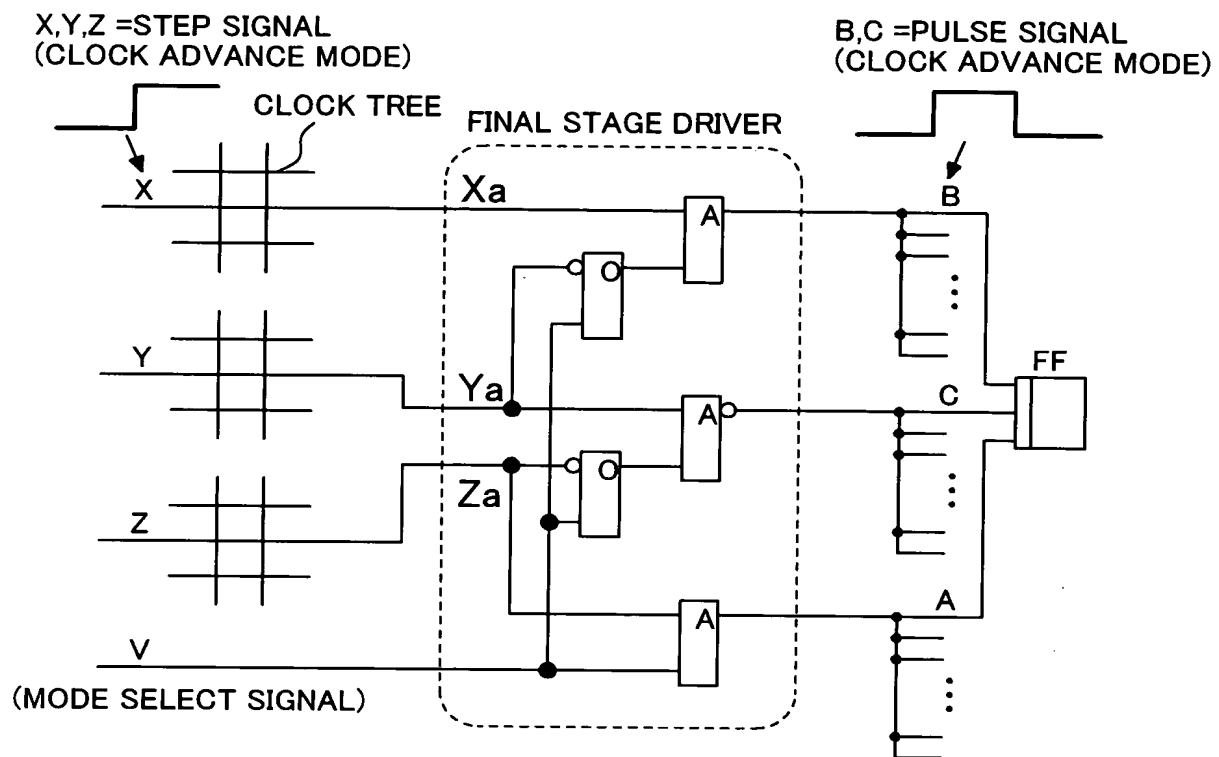 X,Y,Z =STEP SIGNAL
(CLOCK ADVANCE MODE)
B,C =PULSE SIGNAL
(CLOCK ADVANCE MODE)
CLOCK TREE
FINAL STAGE DRIVER
X
Xa
A
B
O
Y
Ya
A
C
FF
O
Z
Za
A
A
V
(MODE SELECT SIGNAL)